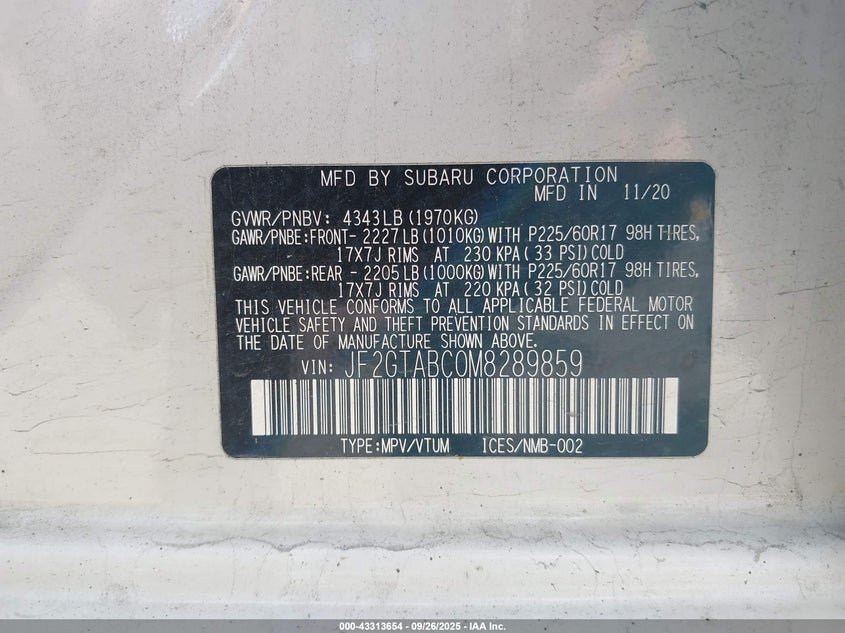 MFD BY SUBARU CORPORATION
MFD IN 11/20
GVWR/PNBV: 4343LB (1970KG)
GAWR/PNBE:FRONT- 2227LB (1010KG) WITH P225/60R17 98H TIRES,
17X7J RIMS AT 230 KPA (33 PSI) COLD
GAWR/PNBE:REAR - 2205LB (1000KG) WITH P225/60R17 98H TIRES,
17X7J RIMS AT 220 KPA (32 PSI) COLD
THIS VEHICLE CONFORMS TO ALL APPLICABLE FEDERAL MOTOR
VEHICLE SAFETY AND THEFT PREVENTION STANDARDS IN EFFECT ON
THE DATE OF MANUFACTURE SHOWN ABOVE.
VIN: JF2GTABC0M8289859
TYPE:MPV/VTUM ICES/NMB-002
000-43313654 - 09/26/2025 - IAA Inc.